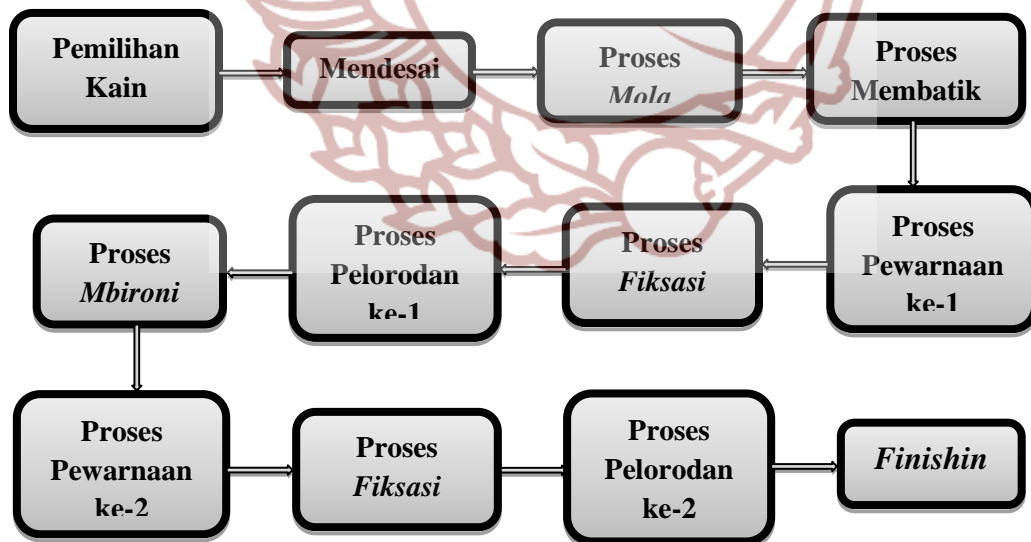 Pemilihan
Kain
Mendesai
Proses
Mola
Proses
Membatik
Proses
Pewarnaan
ke-1
Proses
Fiksasi
Proses
Pelorodan
ke-1
Proses
Mbironi
Proses
Pewarnaan
ke-2
Proses
Fiksasi
Proses
Pelorodan
ke-2
Finishin